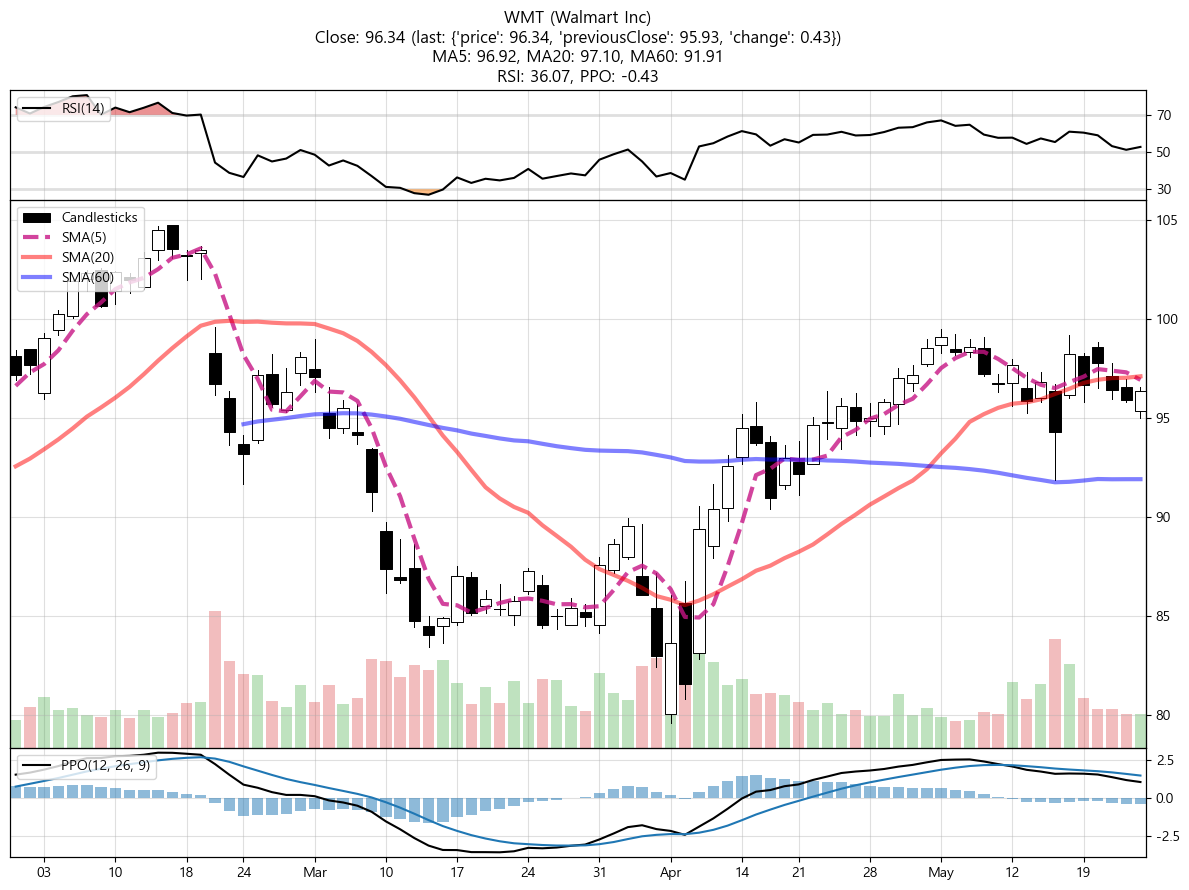 WMT (Walmart Inc)
Close: 96.34 (last: {'price': 96.34, 'previousClose': 95.93, 'change': 0.43})
MA5: 96.92, MA20: 97.10, MA60: 91.91
RSI: 36.07, PPO: -0.43
RSI(14)
70
50
30
Candlesticks
SMA(5)
SMA(20)
SMA(60)
105
100
95
90
85
80
PPO(12, 26, 9)
2.5
0.0
-2.5
03 10 18 24 Mar 10 17 24 31 Apr 14 21 28 May 12 19